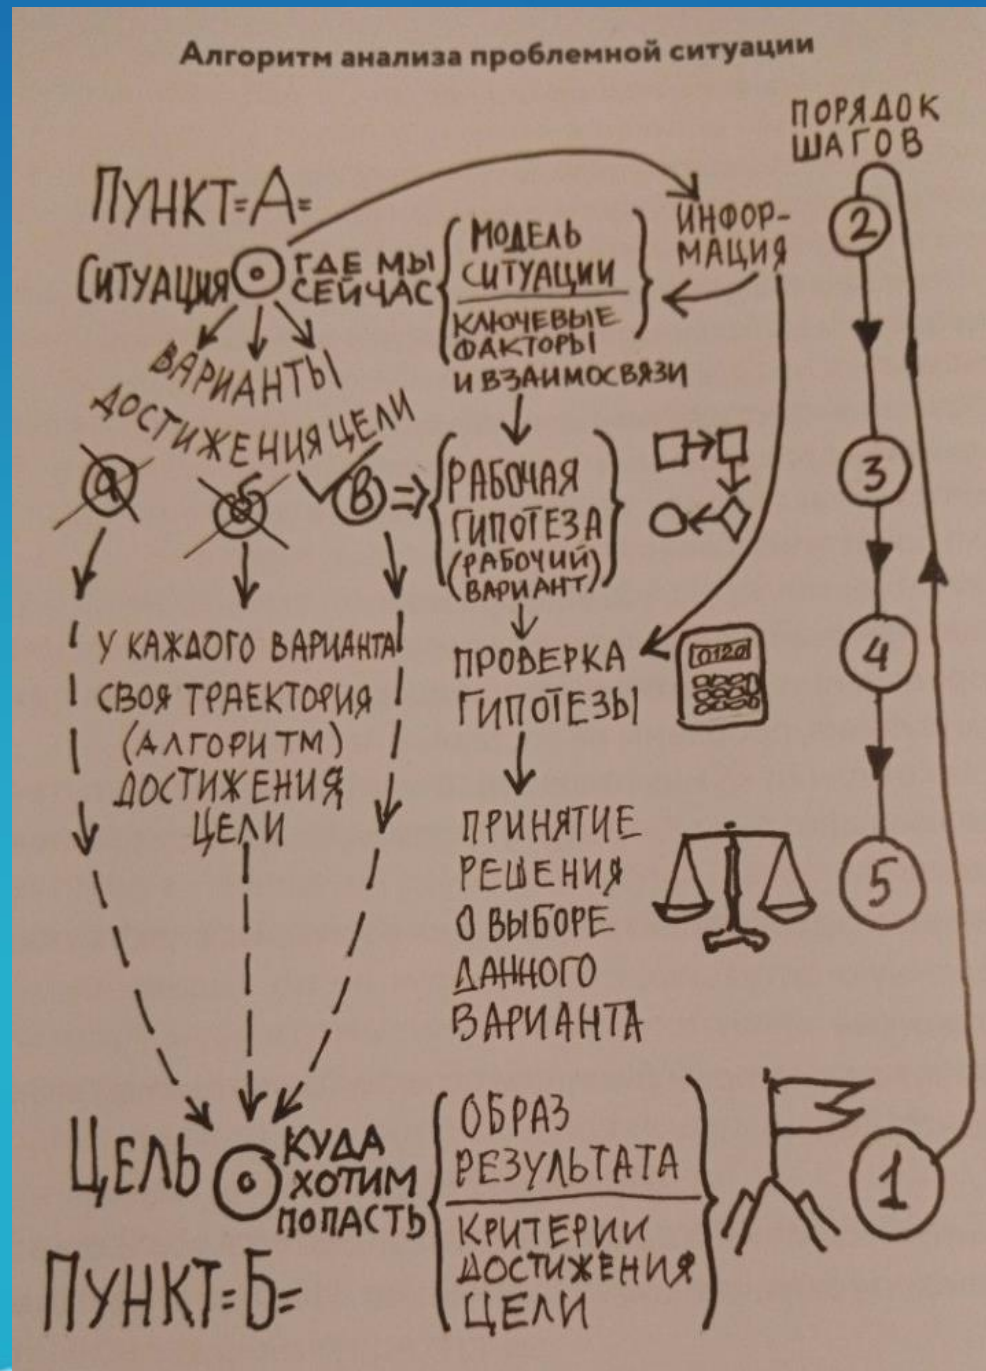 Алгоритм анализа проблемной ситуации
ПОРЯДОК
ШАГОВ
ПУНКТ=А=
СИТУАЦИЯ
ГДЕ МЫ
СЕЙЧАС
МОДЕЛЬ
СИТУАЦИИ
КЛЮЧЕВЫЕ
ФАКТОРЫ
И ВЗАИМОСВЯЗИ
ИНФОР-
МАЦИЯ
2
ВАРИАНТЫ
ДОСТИЖЕНИЯ ЦЕЛИ
а
Б
В
РАБОЧАЯ
ГИПОТЕЗА
(РАБОЧИЙ
ВАРИАНТ)
3
У КАЖДОГО ВАРИАНТА
СВОЯ ТРАЕКТОРИЯ
(АЛГОРИТМ)
ДОСТИЖЕНИЯ
ЦЕЛИ
ПРОВЕРКА
ГИПОТЕЗЫ
0120
4
ПРИНЯТИЕ
РЕШЕНИЯ
О ВЫБОРЕ
ДАННОГО
ВАРИАНТА
5
ЦЕЛЬ
КУДА
ХОТИМ
ПОПАСТЬ
ОБРАЗ
РЕЗУЛЬТАТА
КРИТЕРИИ
ДОСТИЖЕНИЯ
ЦЕЛИ
1
ПУНКТ=Б=